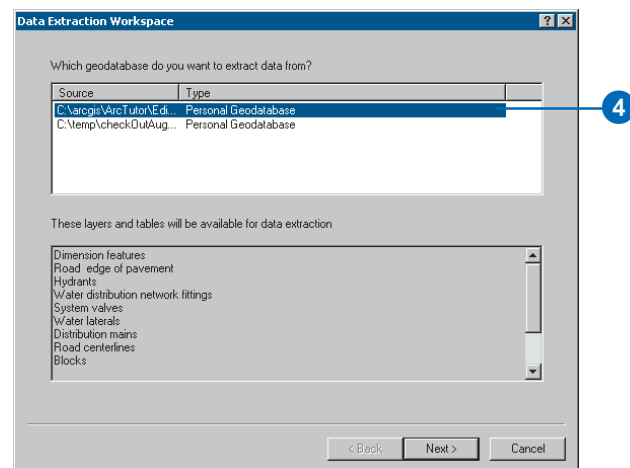 Data Extraction Workspace
Which geodatabase do you want to extract data from?
Source Type
C:\arcgis\ArcTutor\Edi... Personal Geodatabase
C:\temp\checkOutAug... Personal Geodatabase
4
These layers and tables will be available for data extraction
Dimension features
Road edge of pavement
Hydrants
Water distribution network fittings
System valves
Water laterals
Distribution mains
Road centerlines
Blocks
< Back Next > Cancel